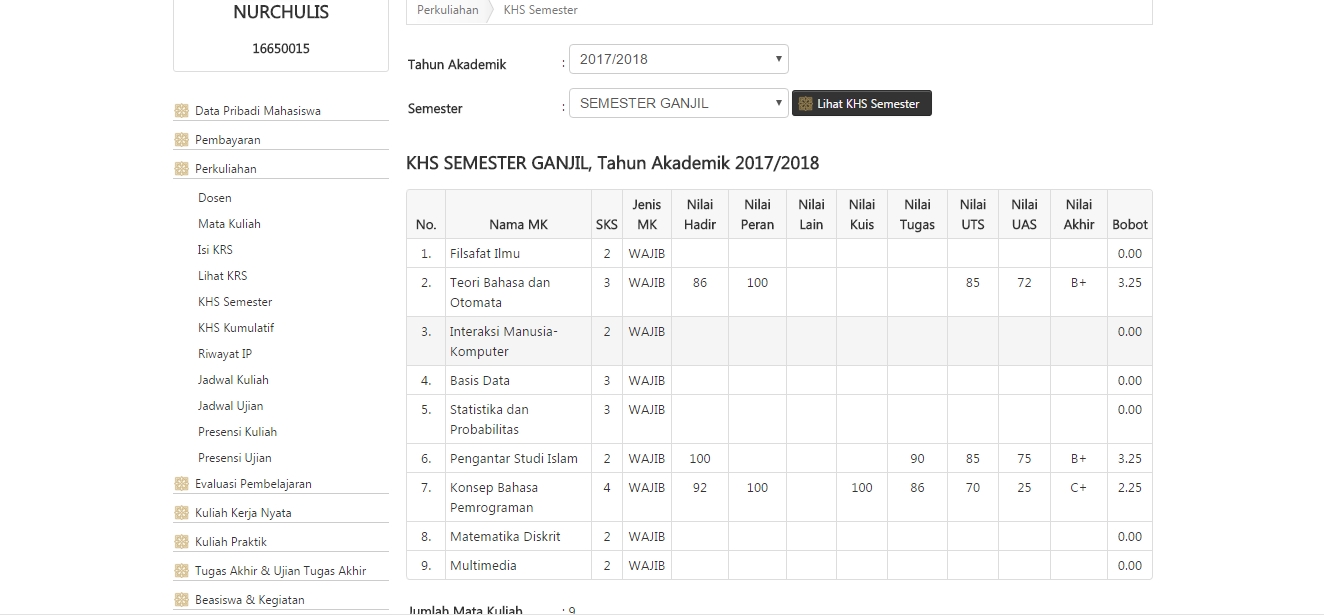 NURCHULIS
16650015
Data Pribadi Mahasiswa
Pembayaran
Perkuliahan
Dosen
Mata Kuliah
Isi KRS
Lihat KRS
KHS Semester
KHS Kumulatif
Riwayat IP
Jadwal Kuliah
Jadwal Ujian
Presensi Kuliah
Presensi Ujian
Evaluasi Pembelajaran
Kuliah Kerja Nyata
Kuliah Praktik
Tugas Akhir & Ujian Tugas Akhir
Beasiswa & Kegiatan
Perkuliahan KHS Semester
Tahun Akademik : 2017/2018
Semester : SEMESTER GANJIL Lihat KHS Semester
KHS SEMESTER GANJIL, Tahun Akademik 2017/2018
No. Nama MK SKS Jenis MK Nilai Hadir Nilai Peran Nilai Lain Nilai Kuis Nilai Tugas Nilai UTS Nilai UAS Nilai Akhir Bobot
1. Filsafat Ilmu 2 WAJIB 0.00
2. Teori Bahasa dan Otomata 3 WAJIB 86 100 85 72 B+ 3.25
3. Interaksi Manusia-Komputer 2 WAJIB 0.00
4. Basis Data 3 WAJIB 0.00
5. Statistika dan Probabilitas 3 WAJIB 0.00
6. Pengantar Studi Islam 2 WAJIB 100 90 85 75 B+ 3.25
7. Konsep Bahasa Pemrograman 4 WAJIB 92 100 100 86 70 25 C+ 2.25
8. Matematika Diskrit 2 WAJIB 0.00
9. Multimedia 2 WAJIB 0.00
Jumlah Mata Kuliah : 9